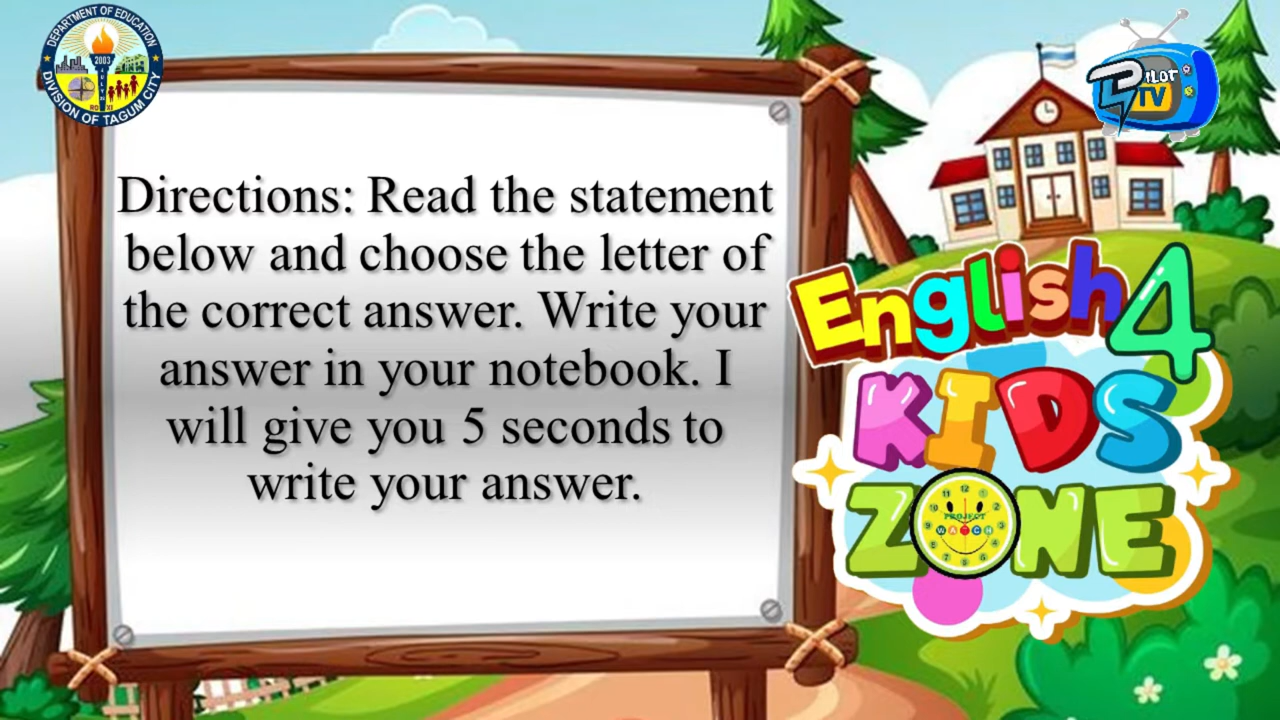 DEPARTMENT OF EDUCATION
2003
RO XI
DIVISION OF TAGUM CITY
PILOT
TV
Directions: Read the statement
below and choose the letter of
the correct answer. Write your
answer in your notebook. I
will give you 5 seconds to
write your answer.
English 4
KIDS
ZONE
PROJECT
WATCH